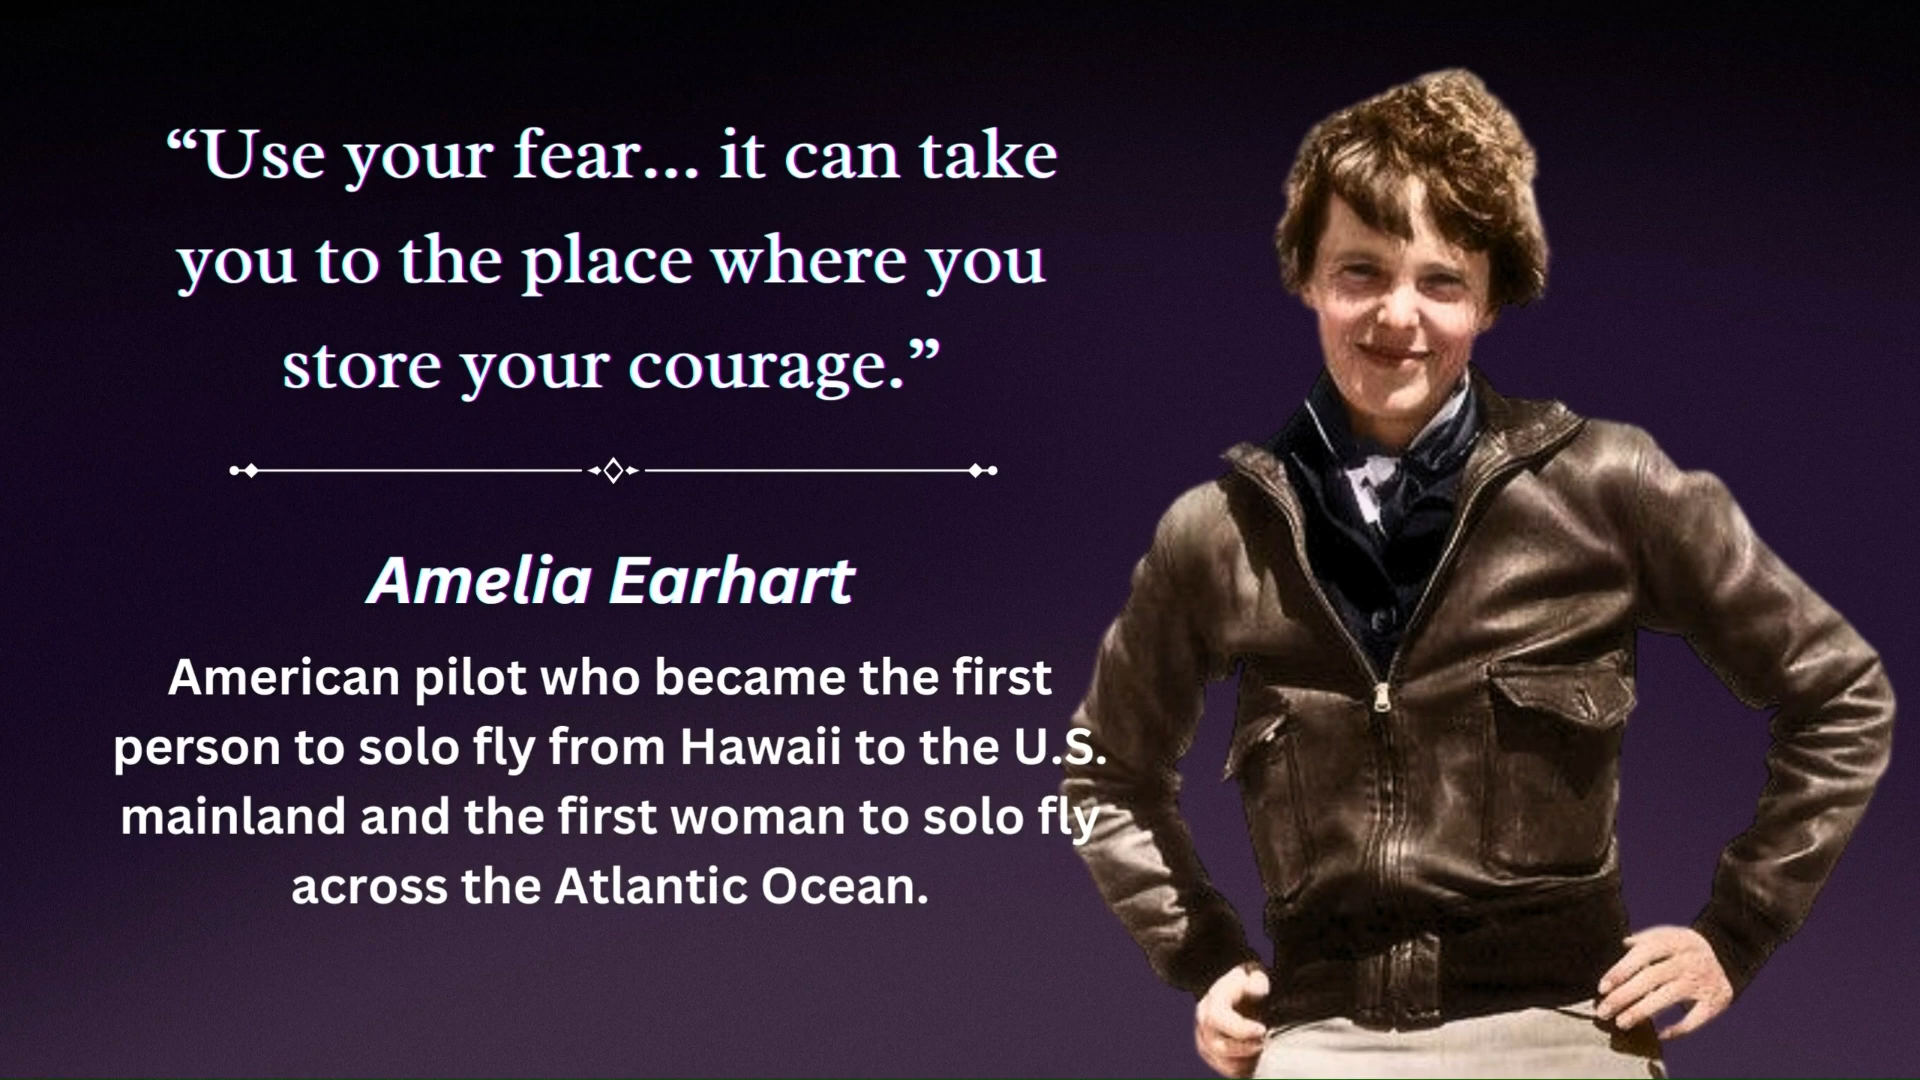 “Use your fear... it can take
you to the place where you
store your courage.”
Amelia Earhart
American pilot who became the first
person to solo fly from Hawaii to the U.S.
mainland and the first woman to solo fly
across the Atlantic Ocean.